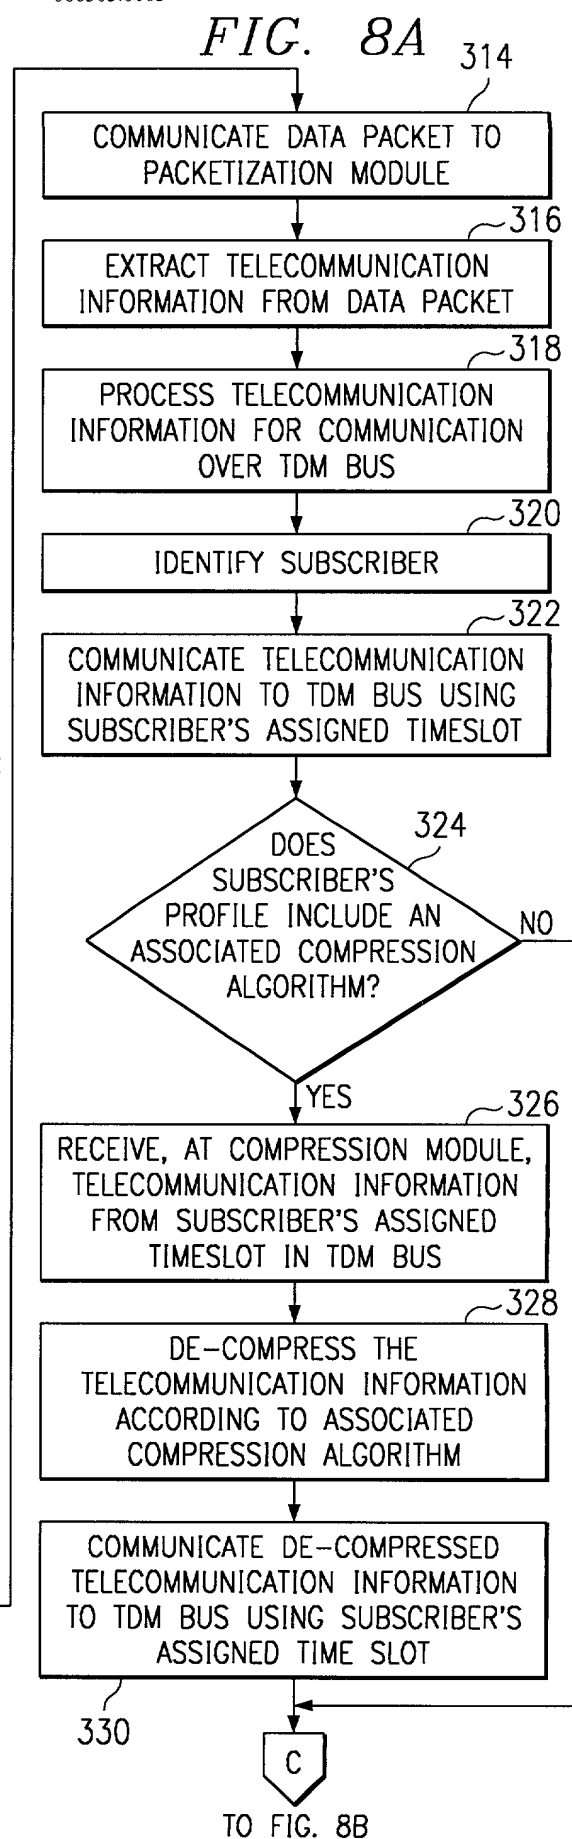 FIG. 8A
314
COMMUNICATE DATA PACKET TO
PACKETIZATION MODULE
316
EXTRACT TELECOMMUNICATION
INFORMATION FROM DATA PACKET
318
PROCESS TELECOMMUNICATION
INFORMATION FOR COMMUNICATION
OVER TDM BUS
320
IDENTIFY SUBSCRIBER
322
COMMUNICATE TELECOMMUNICATION
INFORMATION TO TDM BUS USING
SUBSCRIBER'S ASSIGNED TIMESLOT
324
DOES
SUBSCRIBER'S
PROFILE INCLUDE AN
ASSOCIATED COMPRESSION
ALGORITHM?
NO
YES
326
RECEIVE, AT COMPRESSION MODULE,
TELECOMMUNICATION INFORMATION
FROM SUBSCRIBER'S ASSIGNED
TIMESLOT IN TDM BUS
328
DE-COMPRESS THE
TELECOMMUNICATION INFORMATION
ACCORDING TO ASSOCIATED
COMPRESSION ALGORITHM
COMMUNICATE DE-COMPRESSED
TELECOMMUNICATION INFORMATION
TO TDM BUS USING SUBSCRIBER'S
ASSIGNED TIME SLOT
330
C
TO FIG. 8B